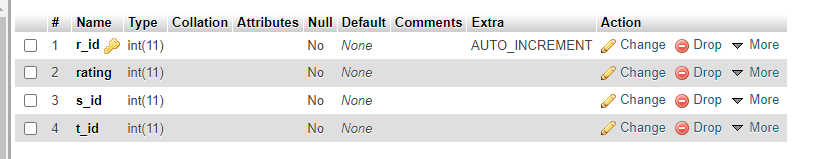 # Name Type Collation Attributes Null Default Comments Extra Action
1 r_id int(11) No None AUTO_INCREMENT Change Drop More
2 rating int(11) No None Change Drop More
3 s_id int(11) No None Change Drop More
4 t_id int(11) No None Change Drop More